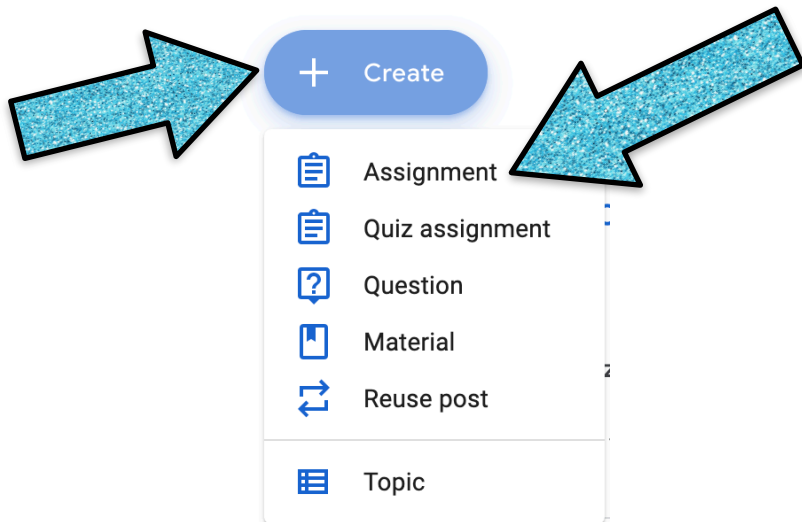 Create
Assignment
Quiz assignment
Question
Material
Reuse post
Topic